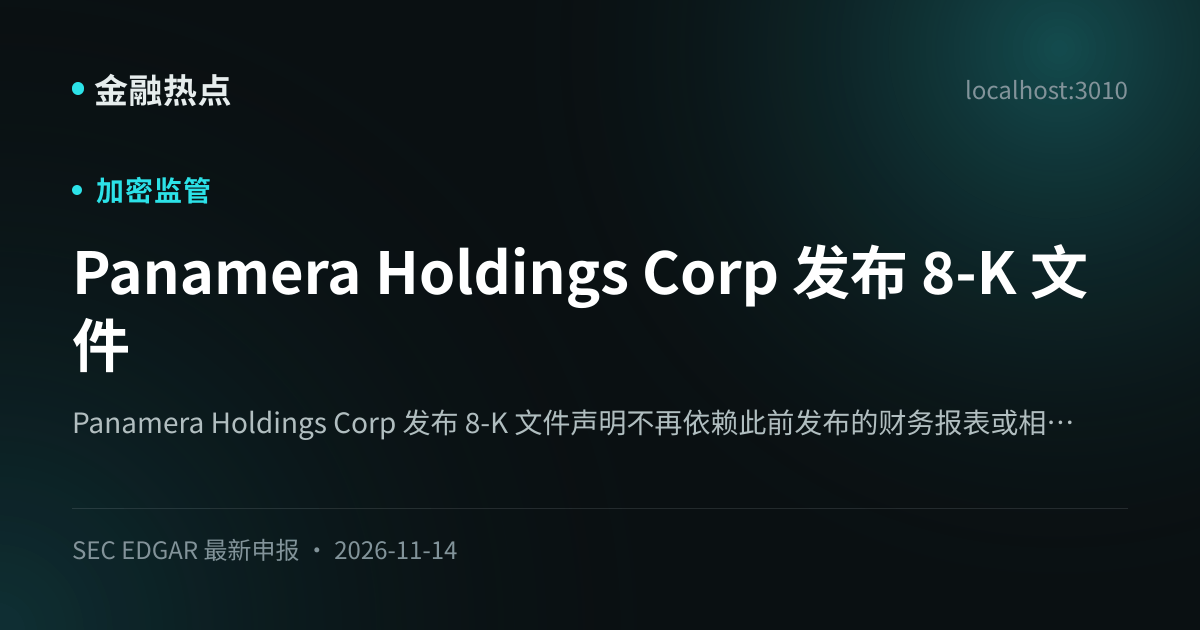 金融热点
localhost:3010
加密监管
Panamera Holdings Corp 发布 8-K 文
件
Panamera Holdings Corp 发布 8-K 文件声明不再依赖此前发布的财务报表或相…
SEC EDGAR 最新申报 · 2026-11-14